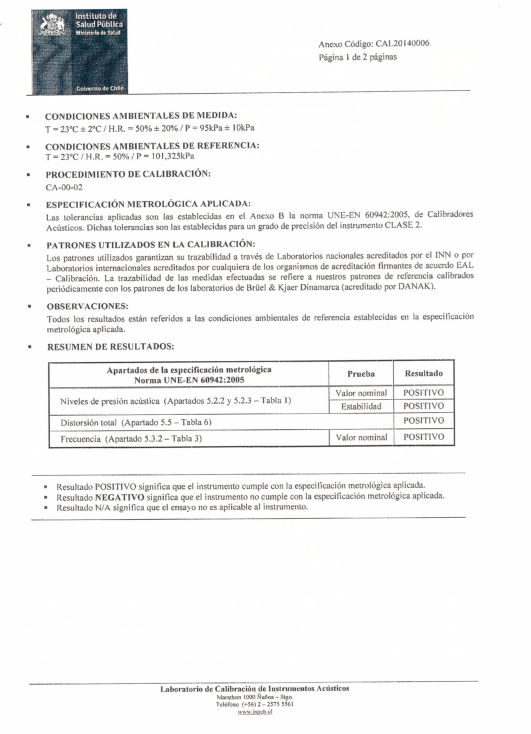 Instituto de
Salud Pública
Ministerio de Salud
Gobierno de Chile
Anexo Código: CAL20140006
Página 1 de 2 páginas
▪ CONDICIONES AMBIENTALES DE MEDIDA:
T = 23ºC ± 2ºC / H.R. = 50% ± 20% / P = 95kPa ± 10kPa
▪ CONDICIONES AMBIENTALES DE REFERENCIA:
T = 23ºC / H.R. = 50% / P = 101,325kPa
▪ PROCEDIMIENTO DE CALIBRACIÓN:
CA-00-02
▪ ESPECIFICACIÓN METROLÓGICA APLICADA:
Las tolerancias aplicadas son las establecidas en el Anexo B la norma UNE-EN 60942:2005, de Calibradores
Acústicos. Dichas tolerancias son las establecidas para un grado de precisión del instrumento CLASE 2.
▪ PATRONES UTILIZADOS EN LA CALIBRACIÓN:
Los patrones utilizados garantizan su trazabilidad a través de Laboratorios nacionales acreditados por el INN o por
Laboratorios internacionales acreditados por cualquiera de los organismos de acreditación firmantes de acuerdo EAL
– Calibración. La trazabilidad de las medidas efectuadas se refiere a nuestros patrones de referencia calibrados
periódicamente con los patrones de los laboratorios de Brüel & Kjaer Dinamarca (acreditado por DANAK).
▪ OBSERVACIONES:
Todos los resultados están referidos a las condiciones ambientales de referencia establecidas en la especificación
metrológica aplicada.
▪ RESUMEN DE RESULTADOS:
Apartados de la especificación metrológica
Norma UNE-EN 60942:2005
Prueba
Resultado
Niveles de presión acústica (Apartados 5.2.2 y 5.2.3 – Tabla 1)
Valor nominal
POSITIVO
Estabilidad
POSITIVO
Distorsión total (Apartado 5.5 – Tabla 6)
POSITIVO
Frecuencia (Apartado 5.3.2 – Tabla 3)
Valor nominal
POSITIVO
▪ Resultado POSITIVO significa que el instrumento cumple con la especificación metrológica aplicada.
▪ Resultado NEGATIVO significa que el instrumento no cumple con la especificación metrológica aplicada.
▪ Resultado N/A significa que el ensayo no es aplicable al instrumento.
Laboratorio de Calibración de Instrumentos Acústicos
Marathon 1000 Ñuñoa – Stgo.
Teléfono (+56) 2 – 2575 5561
www.ispch.cl